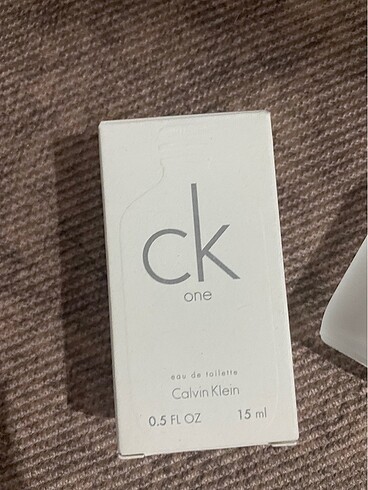 ck
one
eau de toilette
Calvin Klein
0.5 FL OZ 15 ml